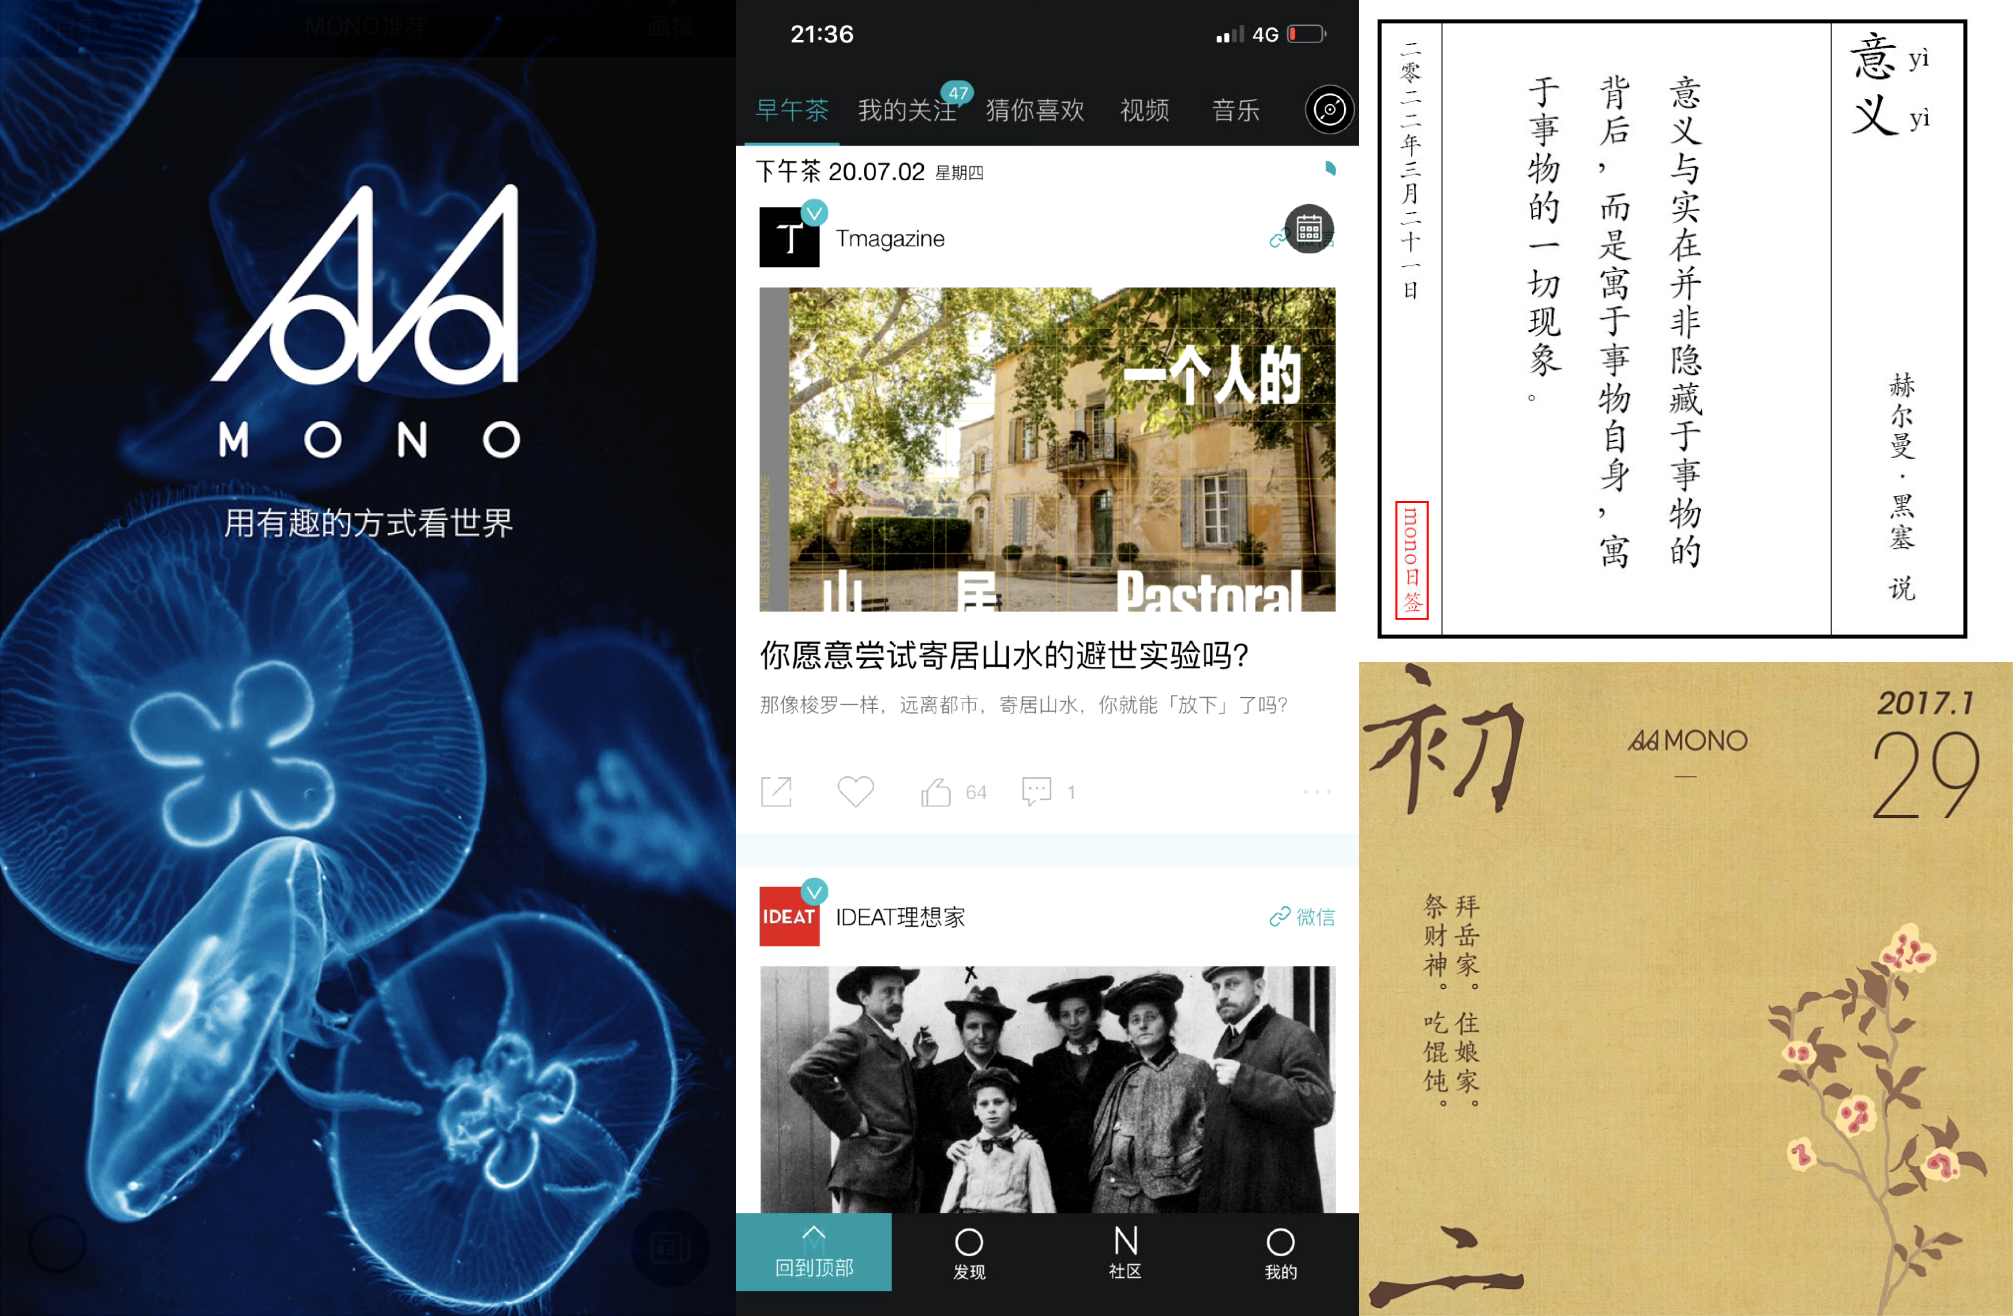 节目单
MONO推荐
画报
MONO
用有趣的方式看世界
21:36
4G
早午茶
我的关注
47
猜你喜欢
视频
音乐
下午茶 20.07.02 星期四
T
Tmagazine
一个人的
山居
Pastoral
你愿意尝试寄居山水的避世实验吗?
那像梭罗一样，远离都市，寄居山水，你就能「放下」了吗?
64
1
IDEAT
IDEAT理想家
微信
X
回到顶部
发现
N
社区
我的
意 yì
义 yì
赫尔曼·黑塞 说
意义与实在并非隐藏于事物的
背后，而是寓于事物自身，寓
于事物的一切现象。
二零二二年三月二十一日
mono日签
初二
MONO
2017.1
29
拜岳家。住娘家。
祭财神。吃馄饨。